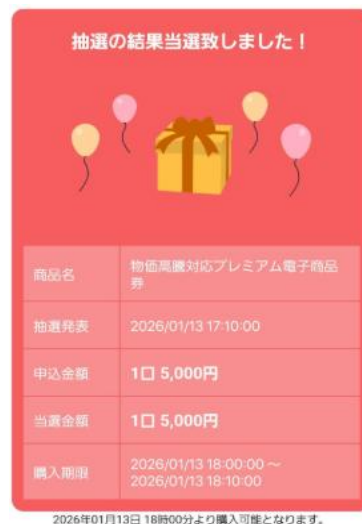 抽選の結果当選致しました！
商品名
物価高騰対応プレミアム電子商品
券
抽選発表
2026/01/13 17:10:00
申込金額
1口 5,000円
当選金額
1口 5,000円
購入期限
2026/01/13 18:00:00 ～
2026/01/13 18:10:00
2026年01月13日 18時00分より購入可能となります。